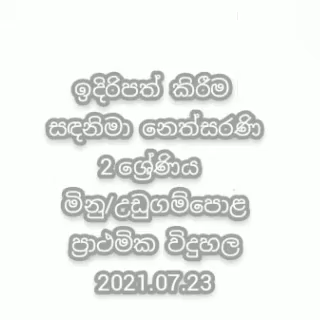 ඉදිරිපත් කිරීම
සඳනිමා නෙත්සරණි
2 ශ්‍රේණිය
මිනු/උඩුගම්පොළ
ප්‍රාථමික විදුහල
2021.07.23